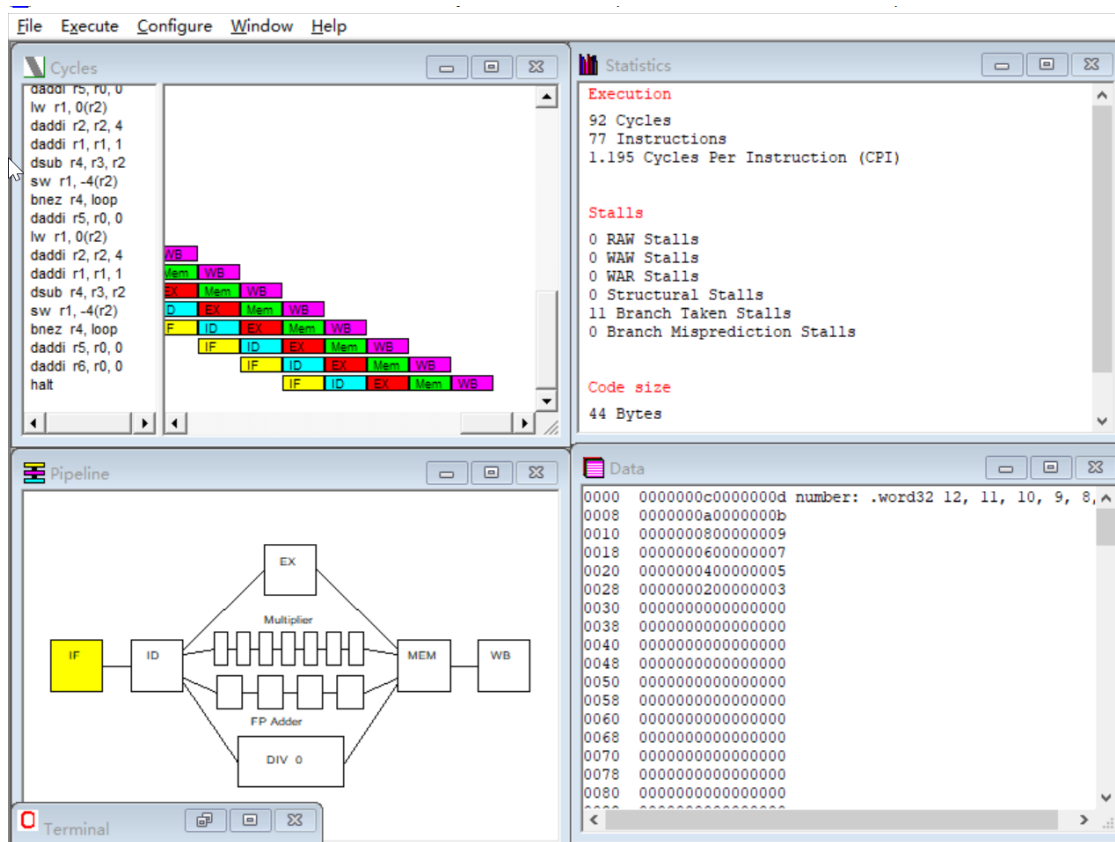 File Execute Configure Window Help
Cycles
daddi r5, r0, 0
lw r1, 0(r2)
daddi r2, r2, 4
daddi r1, r1, 1
dsub r4, r3, r2
sw r1, -4(r2)
bnez r4, loop
daddi r5, r0, 0
lw r1, 0(r2)
daddi r2, r2, 4
daddi r1, r1, 1
dsub r4, r3, r2
sw r1, -4(r2)
bnez r4, loop
daddi r5, r0, 0
daddi r6, r0, 0
halt
WB
Mem WB
EX Mem WB
D EX Mem WB
F ID EX Mem WB
IF ID EX Mem WB
IF ID EX Mem WB
IF ID EX Mem WB
Statistics
Execution
92 Cycles
77 Instructions
1.195 Cycles Per Instruction (CPI)
Stalls
0 RAW Stalls
0 WAW Stalls
0 WAR Stalls
0 Structural Stalls
11 Branch Taken Stalls
0 Branch Misprediction Stalls
Code size
44 Bytes
Pipeline
EX
Multiplier
IF ID MEM WB
FP Adder
DIV 0
Terminal
Data
0000 0000000c0000000d number: .word32 12, 11, 10, 9, 8,
0008 0000000a0000000b
0010 0000000800000009
0018 0000000600000007
0020 0000000400000005
0028 0000000200000003
0030 0000000000000000
0038 0000000000000000
0040 0000000000000000
0048 0000000000000000
0050 0000000000000000
0058 0000000000000000
0060 0000000000000000
0068 0000000000000000
0070 0000000000000000
0078 0000000000000000
0080 0000000000000000